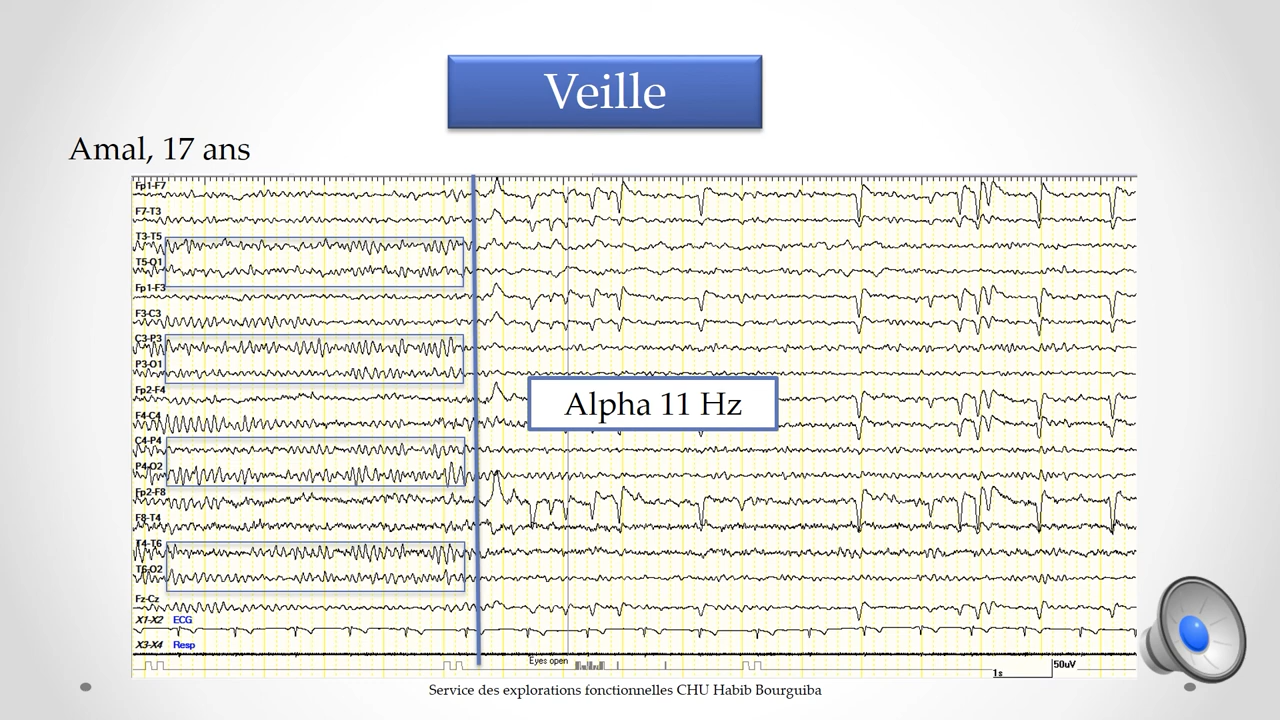 Veille
Amal, 17 ans
Fp1-F7
F7-T3
T3-T5
T5-O1
Fp1-F3
F3-C3
C3-P3
P3-O1
Fp2-F4
F4-C4
C4-P4
P4-O2
Fp2-F8
F8-T4
T4-T6
T6-O2
Fz-Cz
X1-X2 ECG
X3-X4 Resp
Alpha 11 Hz
Eyes open
1s
50uV
Service des explorations fonctionnelles CHU Habib Bourguiba